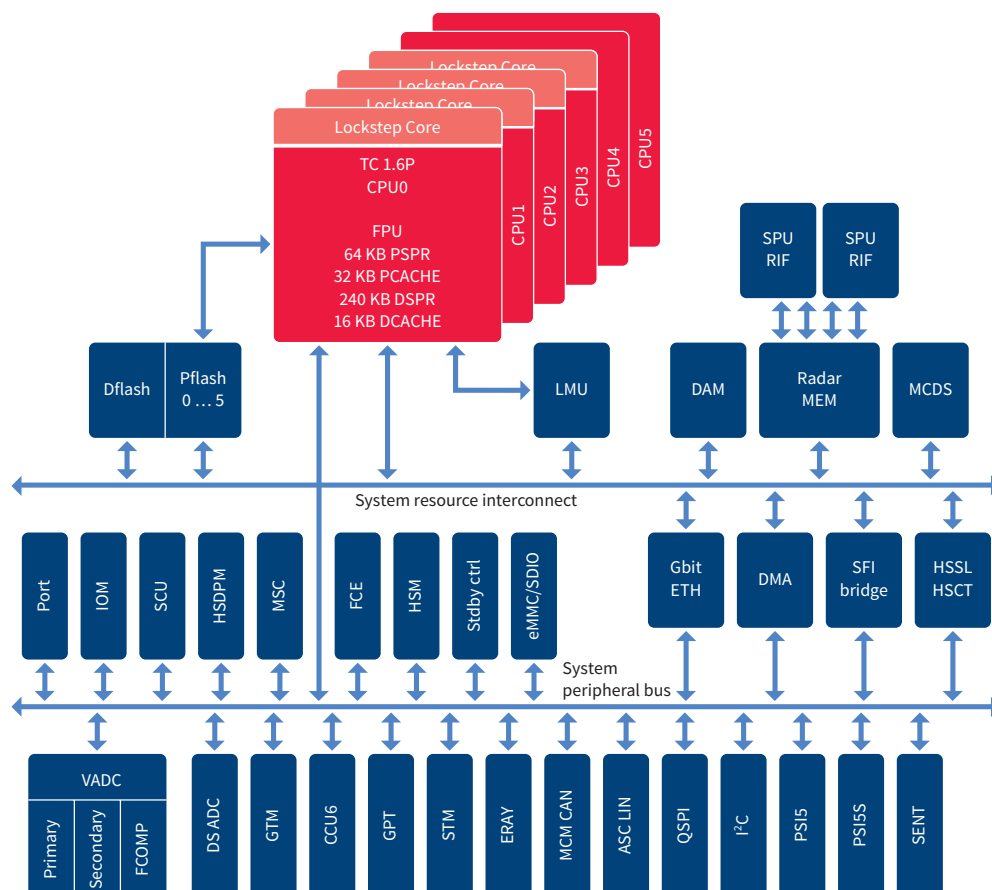 Lockstep Core
Lockstep Core
Lockstep Core
Lockstep Core
TC 1.6P
CPU0
FPU
64 KB PSPR
32 KB PCACHE
240 KB DSPR
16 KB DCACHE
CPU1
CPU2
CPU3
CPU4
CPU5
SPU
RIF
SPU
RIF
Dflash
Pflash
0 … 5
LMU
DAM
Radar
MEM
MCDS
System resource interconnect
Port
IOM
SCU
HSDPM
MSC
FCE
HSM
Stdby ctrl
eMMC/SDIO
Gbit
ETH
DMA
SFI
bridge
HSSL
HSCT
System
peripheral bus
VADC
Primary
Secondary
FCOMP
DS ADC
GTM
CCU6
GPT
STM
ERAY
MCM CAN
ASC LIN
QSPI
I²C
PSI5
PSI5S
SENT